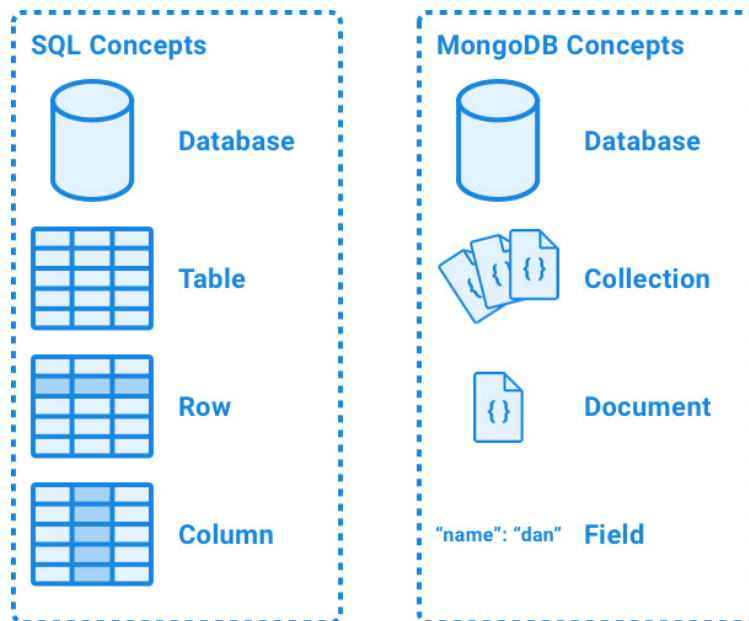 SQL Concepts
Database
Table
Row
Column
MongoDB Concepts
Database
{}
{}
{}
Collection
{}
Document
“name”: “dan”
Field